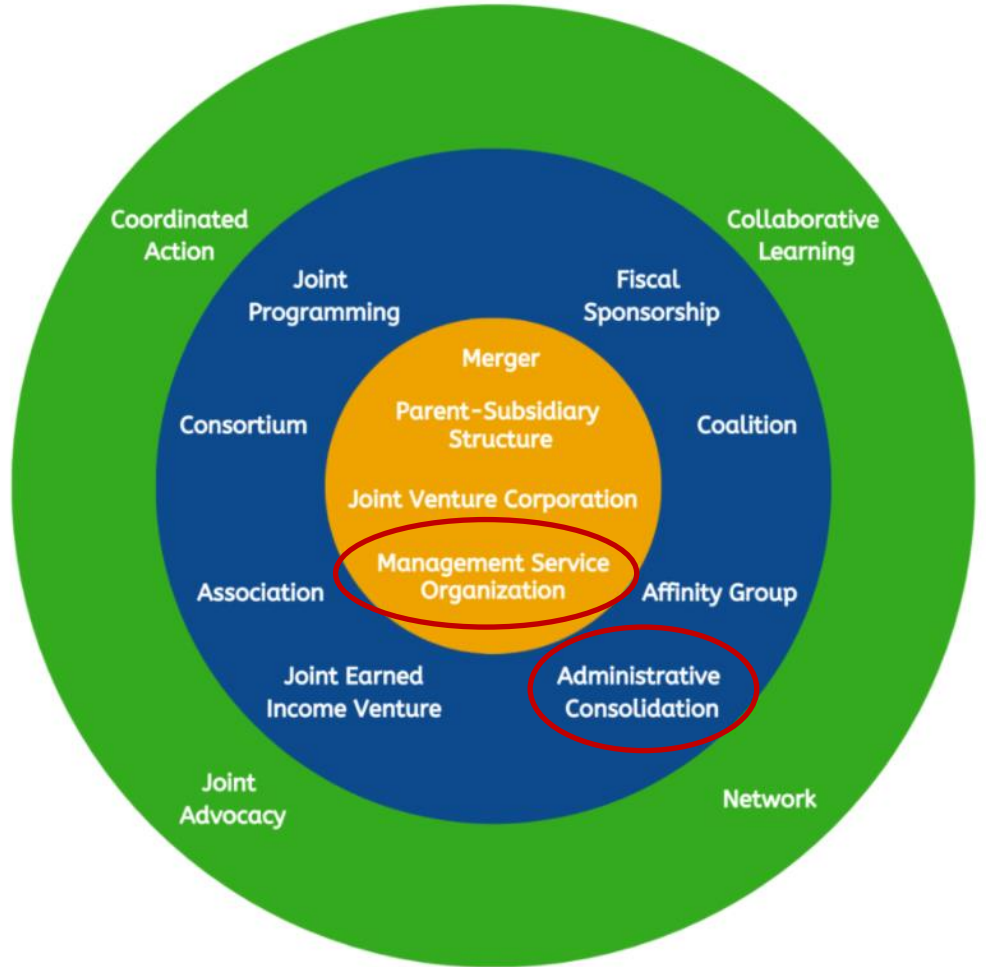 Coordinated
Action
Collaborative
Learning
Joint
Programming
Fiscal
Sponsorship
Merger
Parent-Subsidiary
Structure
Consortium
Coalition
Joint Venture Corporation
Management Service
Organization
Association
Affinity Group
Joint Earned
Income Venture
Administrative
Consolidation
Joint
Advocacy
Network